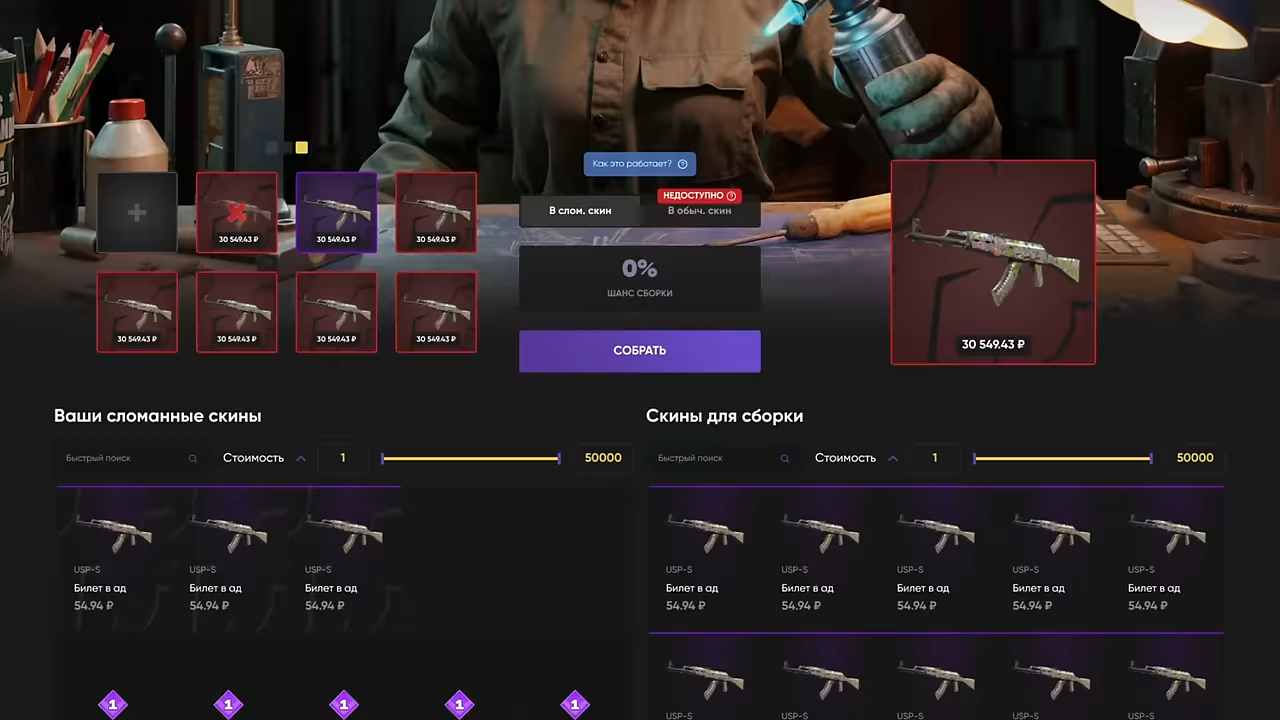 Как это работает?
НЕДОСТУПНО
В слом. скин
В обыч. скин
30 549.43 ₽
30 549.43 ₽
30 549.43 ₽
0%
ШАНС СБОРКИ
30 549.43 ₽
30 549.43 ₽
30 549.43 ₽
30 549.43 ₽
30 549.43 ₽
СОБРАТЬ
Ваши сломанные скины
Скины для сборки
Быстрый поиск
Стоимость
1
50000
Быстрый поиск
Стоимость
1
50000
USP-S
USP-S
USP-S
USP-S
USP-S
USP-S
USP-S
USP-S
Билет в ад
Билет в ад
Билет в ад
Билет в ад
Билет в ад
Билет в ад
Билет в ад
Билет в ад
54.94 ₽
54.94 ₽
54.94 ₽
54.94 ₽
54.94 ₽
54.94 ₽
54.94 ₽
54.94 ₽
1
1
1
1
1
USP-S
USP-S
USP-S
USP-S
USP-S